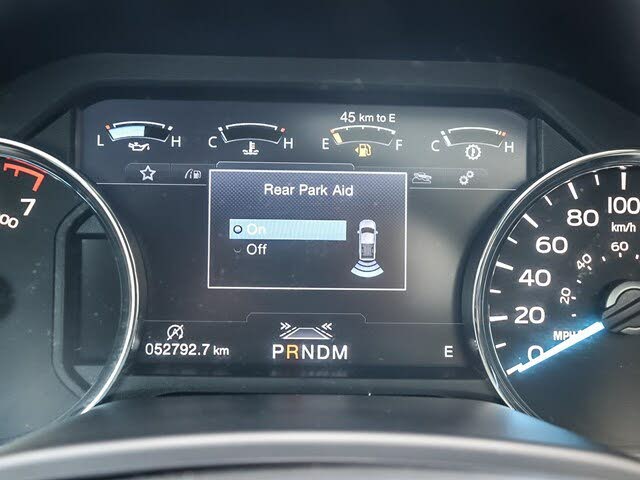 45 km to E
L H C H E F C H
Rear Park Aid
On
Off
7
00
100
80
km/h
60
60
40
40
20
20
MPH
0
052792.7 km
PRNDM
E